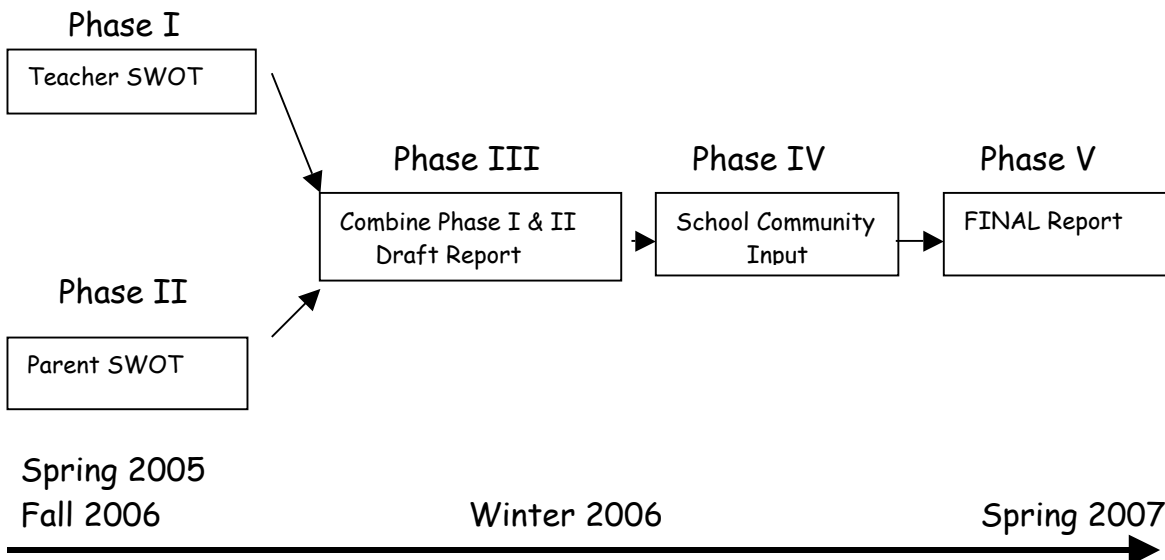 Phase I
Teacher SWOT
Phase III
Phase IV
Phase V
Combine Phase I & II
Draft Report
School Community
Input
FINAL Report
Phase II
Parent SWOT
Spring 2005
Fall 2006
Winter 2006
Spring 2007